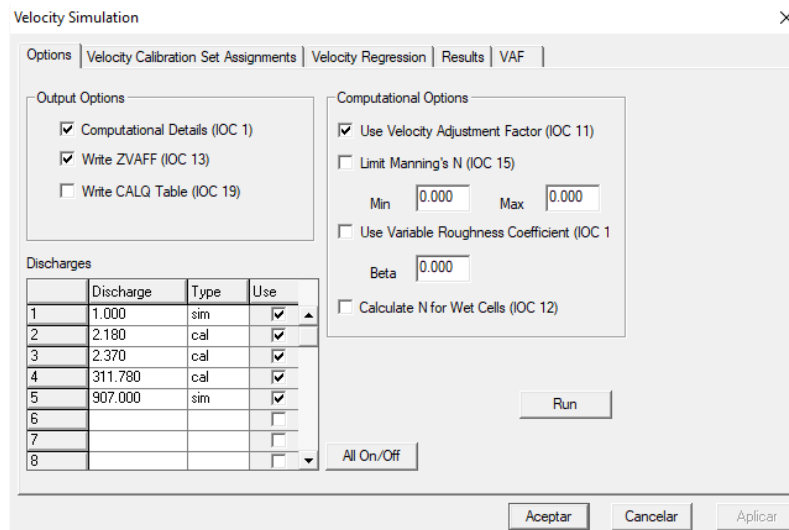 Velocity Simulation
Options
Velocity Calibration Set Assignments
Velocity Regression
Results
VAF
Output Options
Computational Details (IOC 1)
Write ZVAFF (IOC 13)
Write CALQ Table (IOC 19)
Computational Options
Use Velocity Adjustment Factor (IOC 11)
Limit Manning's N (IOC 15)
Min 0.000 Max 0.000
Use Variable Roughness Coefficient (IOC 1
Beta 0.000
Calculate N for Wet Cells (IOC 12)
Discharges
Discharge Type Use
1 1.000 sim
2 2.180 cal
3 2.370 cal
4 311.780 cal
5 907.000 sim
6
7
8
All On/Off
Run
Aceptar
Cancelar
Aplicar